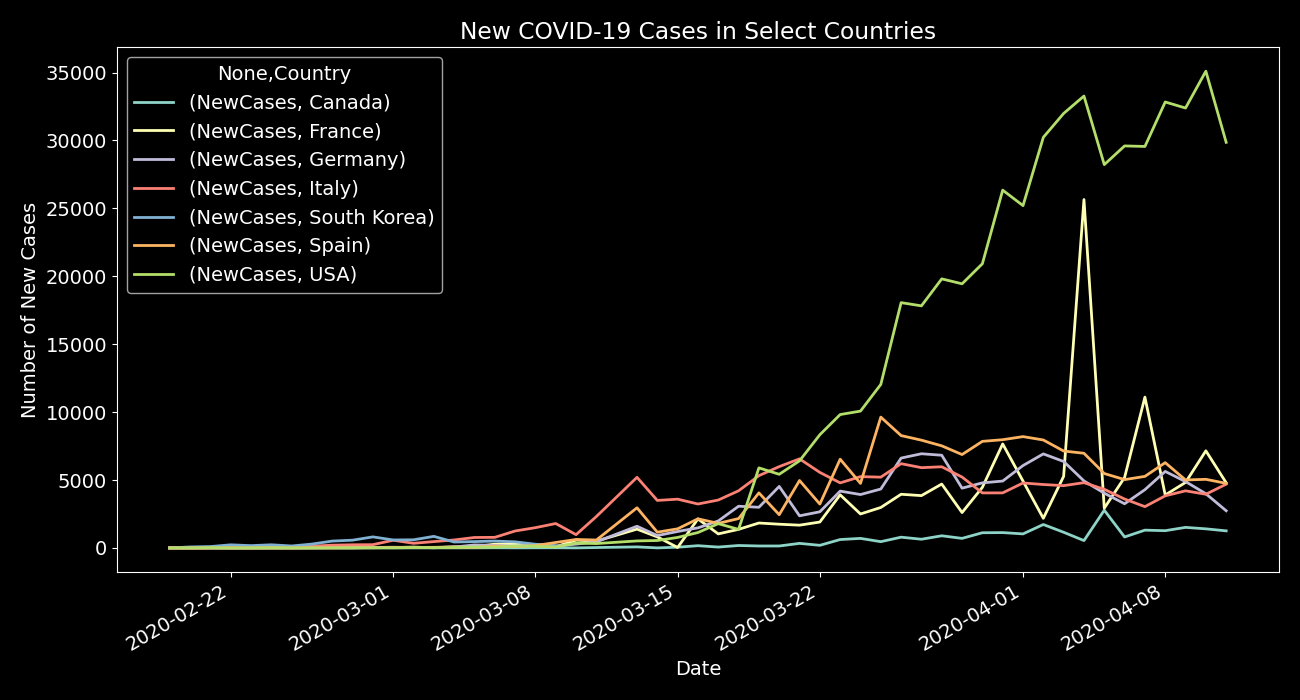 New COVID-19 Cases in Select Countries
None,Country
(NewCases, Canada)
(NewCases, France)
(NewCases, Germany)
(NewCases, Italy)
(NewCases, South Korea)
(NewCases, Spain)
(NewCases, USA)
Number of New Cases
35000
30000
25000
20000
15000
10000
5000
0
2020-02-22
2020-03-01
2020-03-08
2020-03-15
2020-03-22
2020-04-01
2020-04-08
Date